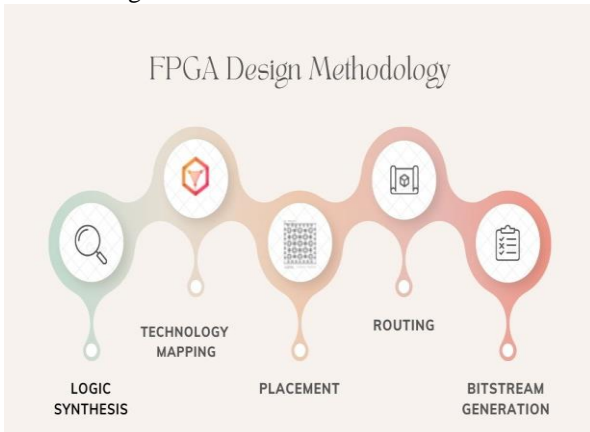 FPGA Design Methodology
LOGIC
SYNTHESIS
TECHNOLOGY
MAPPING
PLACEMENT
ROUTING
BITSTREAM
GENERATION